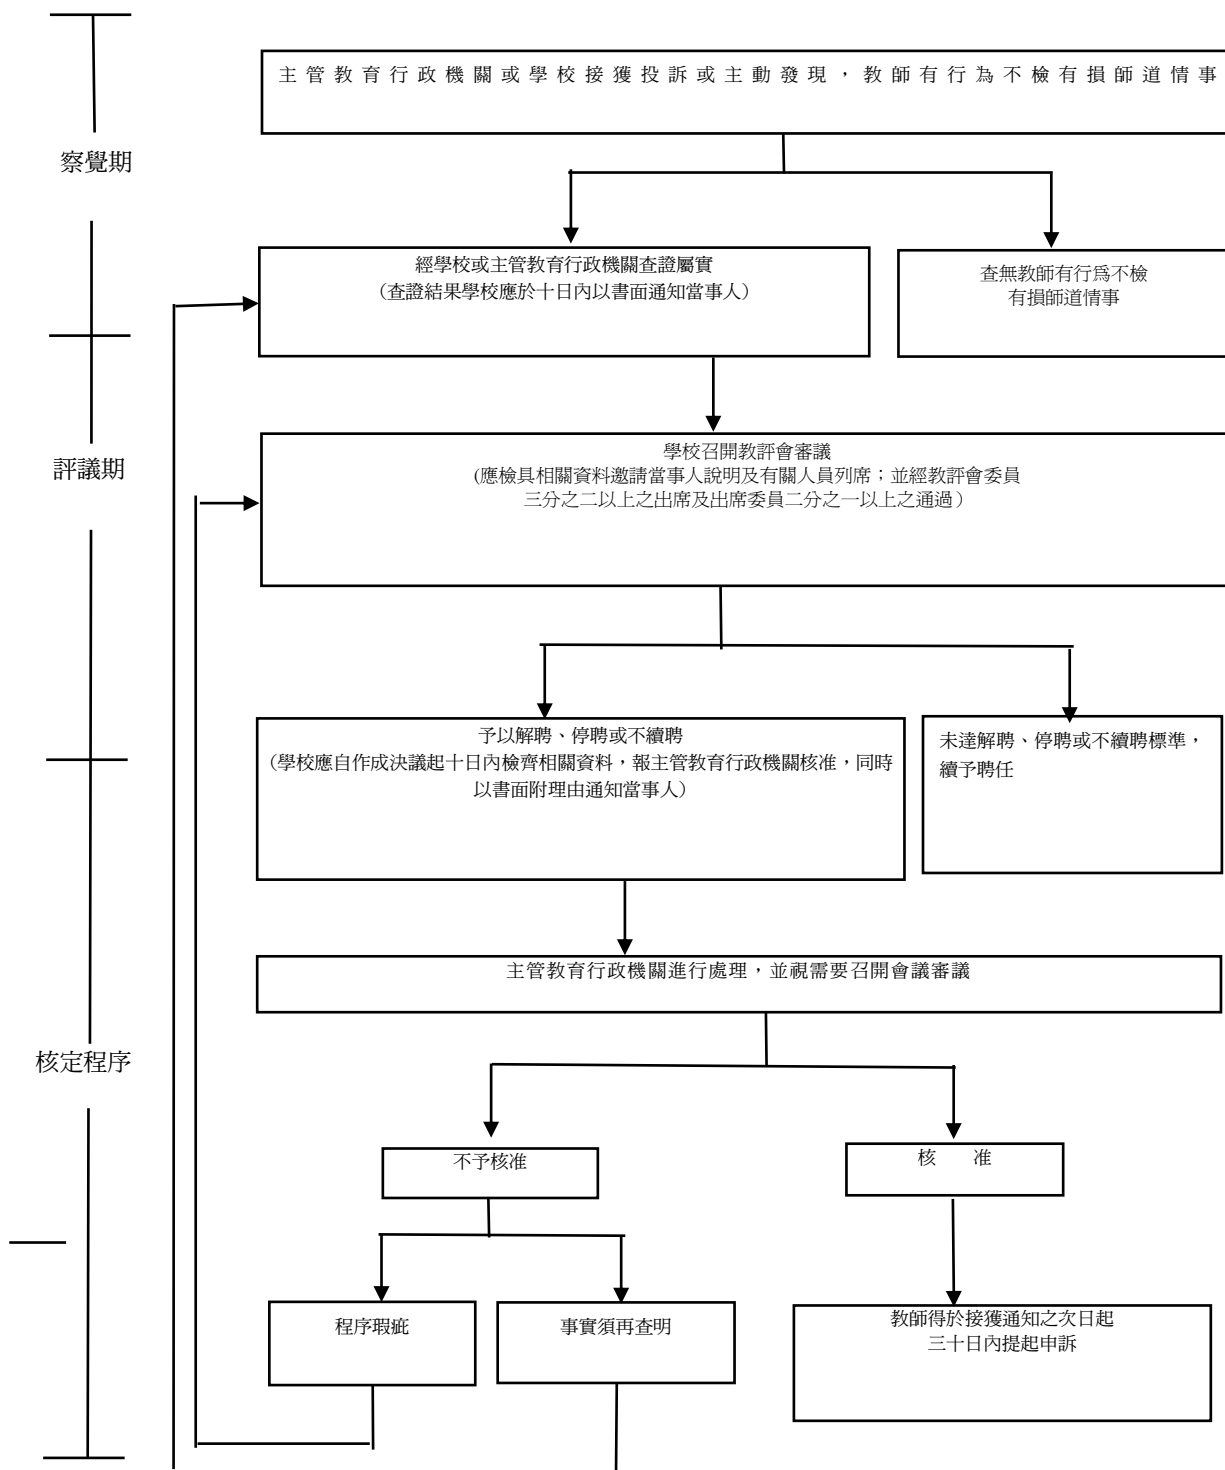 主管教育行政機關或學校接獲投訴或主動發現，教師有行為不檢有損師道情事
察覺期
經學校或主管教育行政機關查證屬實
（查證結果學校應於十日內以書面通知當事人）
查無教師有行爲不檢
有損師道情事
評議期
學校召開教評會審議
（應檢具相關資料邀請當事人說明及有關人員列席；並經教評會委員
三分之二以上之出席及出席委員二分之一以上之通過）
予以解聘、停聘或不續聘
（學校應自作成決議起十日內檢齊相關資料，報主管教育行政機關核准，同時
以書面附理由通知當事人）
未達解聘、停聘或不續聘標準，
續予聘任
主管教育行政機關進行處理，並視需要召開會議審議
核定程序
不予核准
核　准
程序瑕疵
事實須再查明
教師得於接獲通知之次日起
三十日內提起申訴